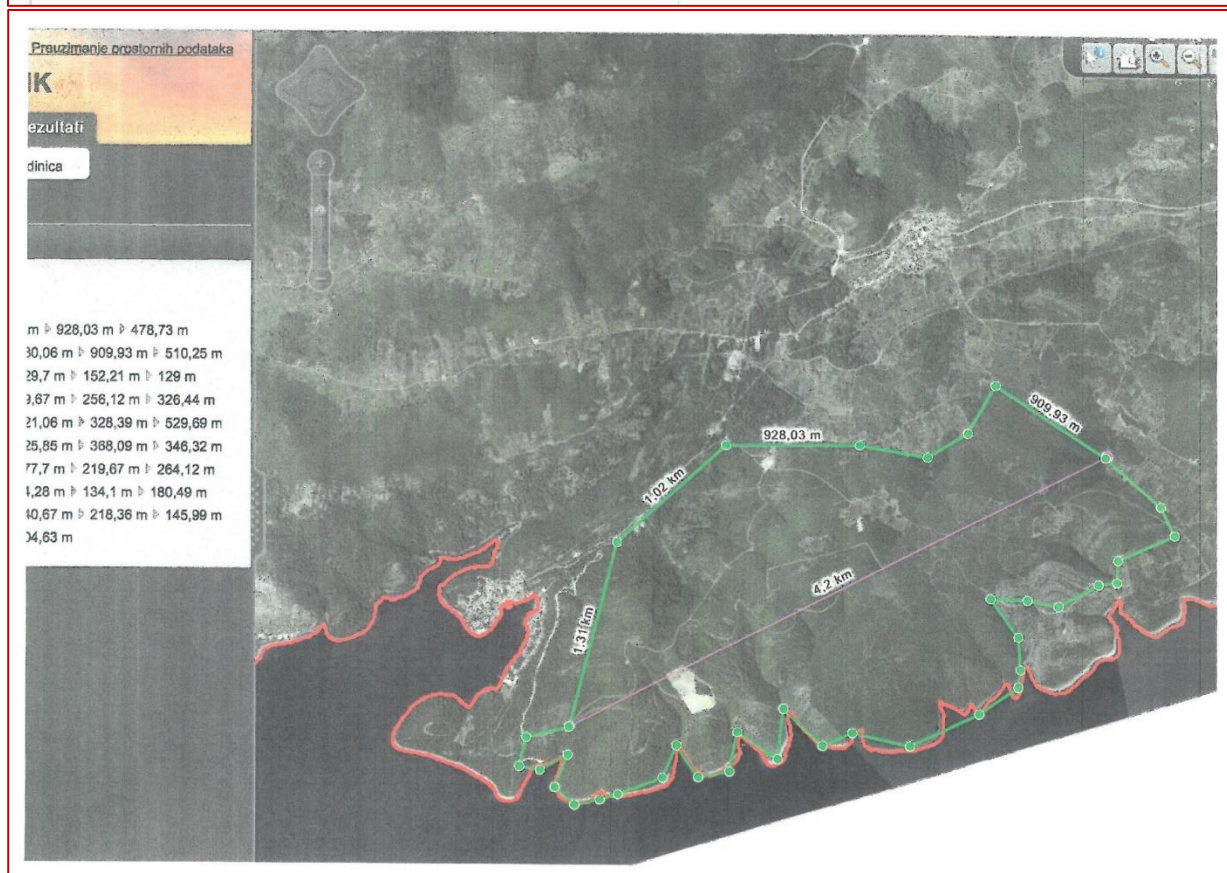 Preuzimanje prostornih podataka
IK
ezultati
dinica
m ▷ 928,03 m ▷ 478,73 m
30,06 m ▷ 909,93 m ▷ 510,25 m
29,7 m ▷ 152,21 m ▷ 129 m
9,67 m ▷ 256,12 m ▷ 326,44 m
21,06 m ▷ 328,39 m ▷ 529,69 m
25,85 m ▷ 368,09 m ▷ 346,32 m
77,7 m ▷ 219,67 m ▷ 264,12 m
4,28 m ▷ 134,1 m ▷ 180,49 m
40,67 m ▷ 218,36 m ▷ 145,99 m
04,63 m
909,93 m
928,03 m
1,02 km
4,2 km
1,31 km